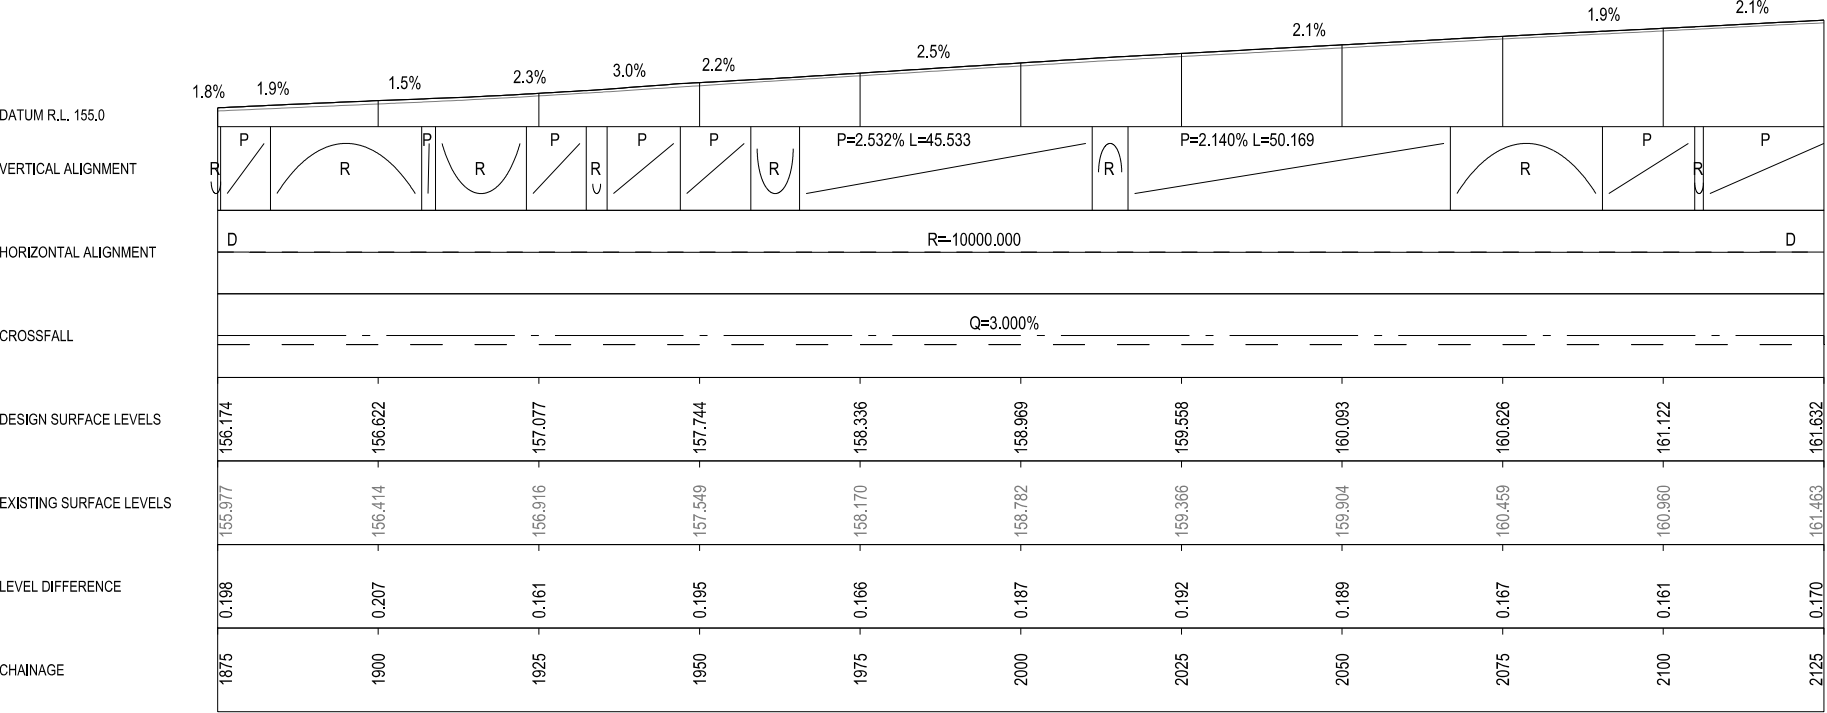 1.8% 1.9% 1.5% 2.3% 3.0% 2.2% 2.5% 2.1% 1.9% 2.1%
DATUM R.L. 155.0
VERTICAL ALIGNMENT R P R P R P R P P R P=2.532% L=45.533 R P=2.140% L=50.169 R P R P
HORIZONTAL ALIGNMENT D R=-10000.000 D
CROSSFALL Q=3.000%
DESIGN SURFACE LEVELS 156.174 156.622 157.077 157.744 158.336 158.969 159.558 160.093 160.626 161.122 161.632
EXISTING SURFACE LEVELS 155.977 156.414 156.916 157.549 158.170 158.782 159.366 159.904 160.459 160.960 161.463
LEVEL DIFFERENCE 0.198 0.207 0.161 0.195 0.166 0.187 0.192 0.189 0.167 0.161 0.170
CHAINAGE 1875 1900 1925 1950 1975 2000 2025 2050 2075 2100 2125